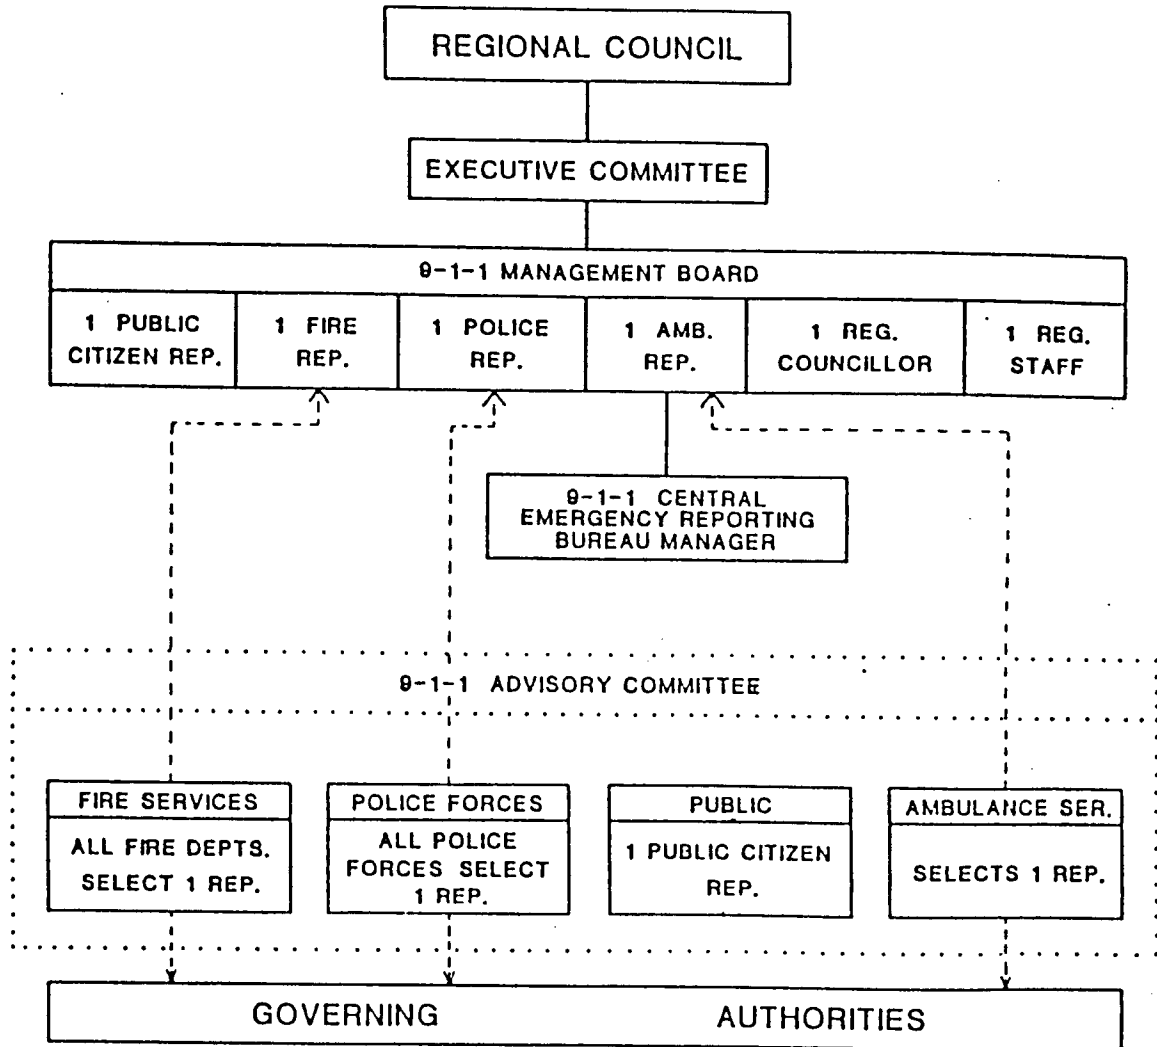 REGIONAL COUNCIL
EXECUTIVE COMMITTEE
9-1-1 MANAGEMENT BOARD
1 PUBLIC
CITIZEN REP.
1 FIRE
REP.
1 POLICE
REP.
1 AMB.
REP.
1 REG.
COUNCILLOR
1 REG.
STAFF
9-1-1 CENTRAL
EMERGENCY REPORTING
BUREAU MANAGER
9-1-1 ADVISORY COMMITTEE
FIRE SERVICES
ALL FIRE DEPTS.
SELECT 1 REP.
POLICE FORCES
ALL POLICE
FORCES SELECT
1 REP.
PUBLIC
1 PUBLIC CITIZEN
REP.
AMBULANCE SER.
SELECTS 1 REP.
GOVERNING AUTHORITIES